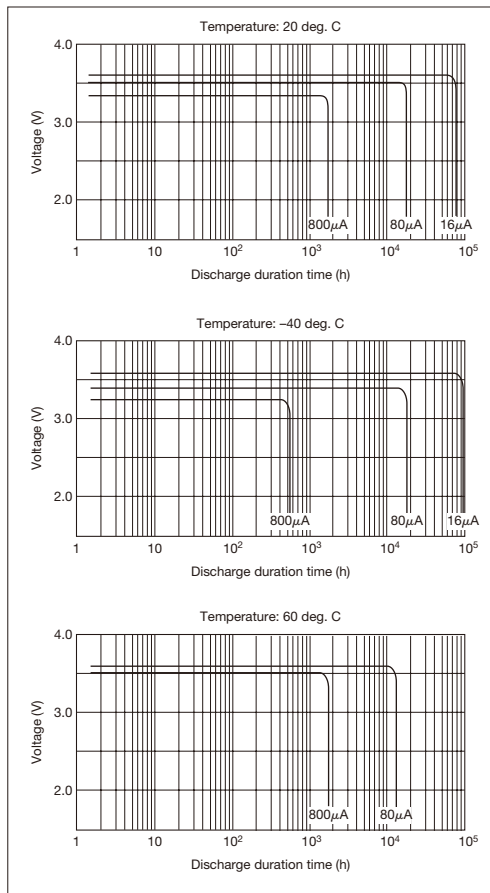 Temperature: 20 deg. C
4.0
3.0
2.0
Voltage (V)
800μA 80μA 16μA
1 10 10² 10³ 10⁴ 10⁵
Discharge duration time (h)
Temperature: –40 deg. C
4.0
3.0
2.0
Voltage (V)
800μA 80μA 16μA
1 10 10² 10³ 10⁴ 10⁵
Discharge duration time (h)
Temperature: 60 deg. C
4.0
3.0
2.0
Voltage (V)
800μA 80μA
1 10 10² 10³ 10⁴ 10⁵
Discharge duration time (h)